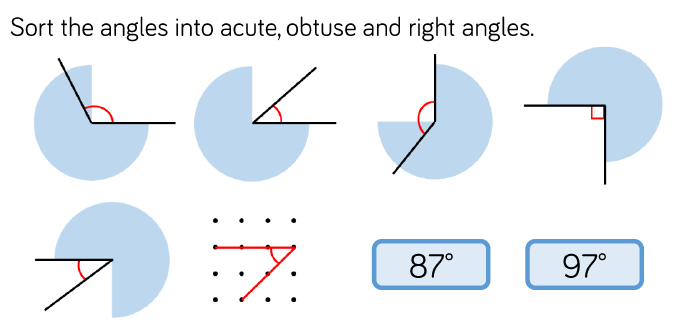 Sort the angles into acute, obtuse and right angles.
87°
97°